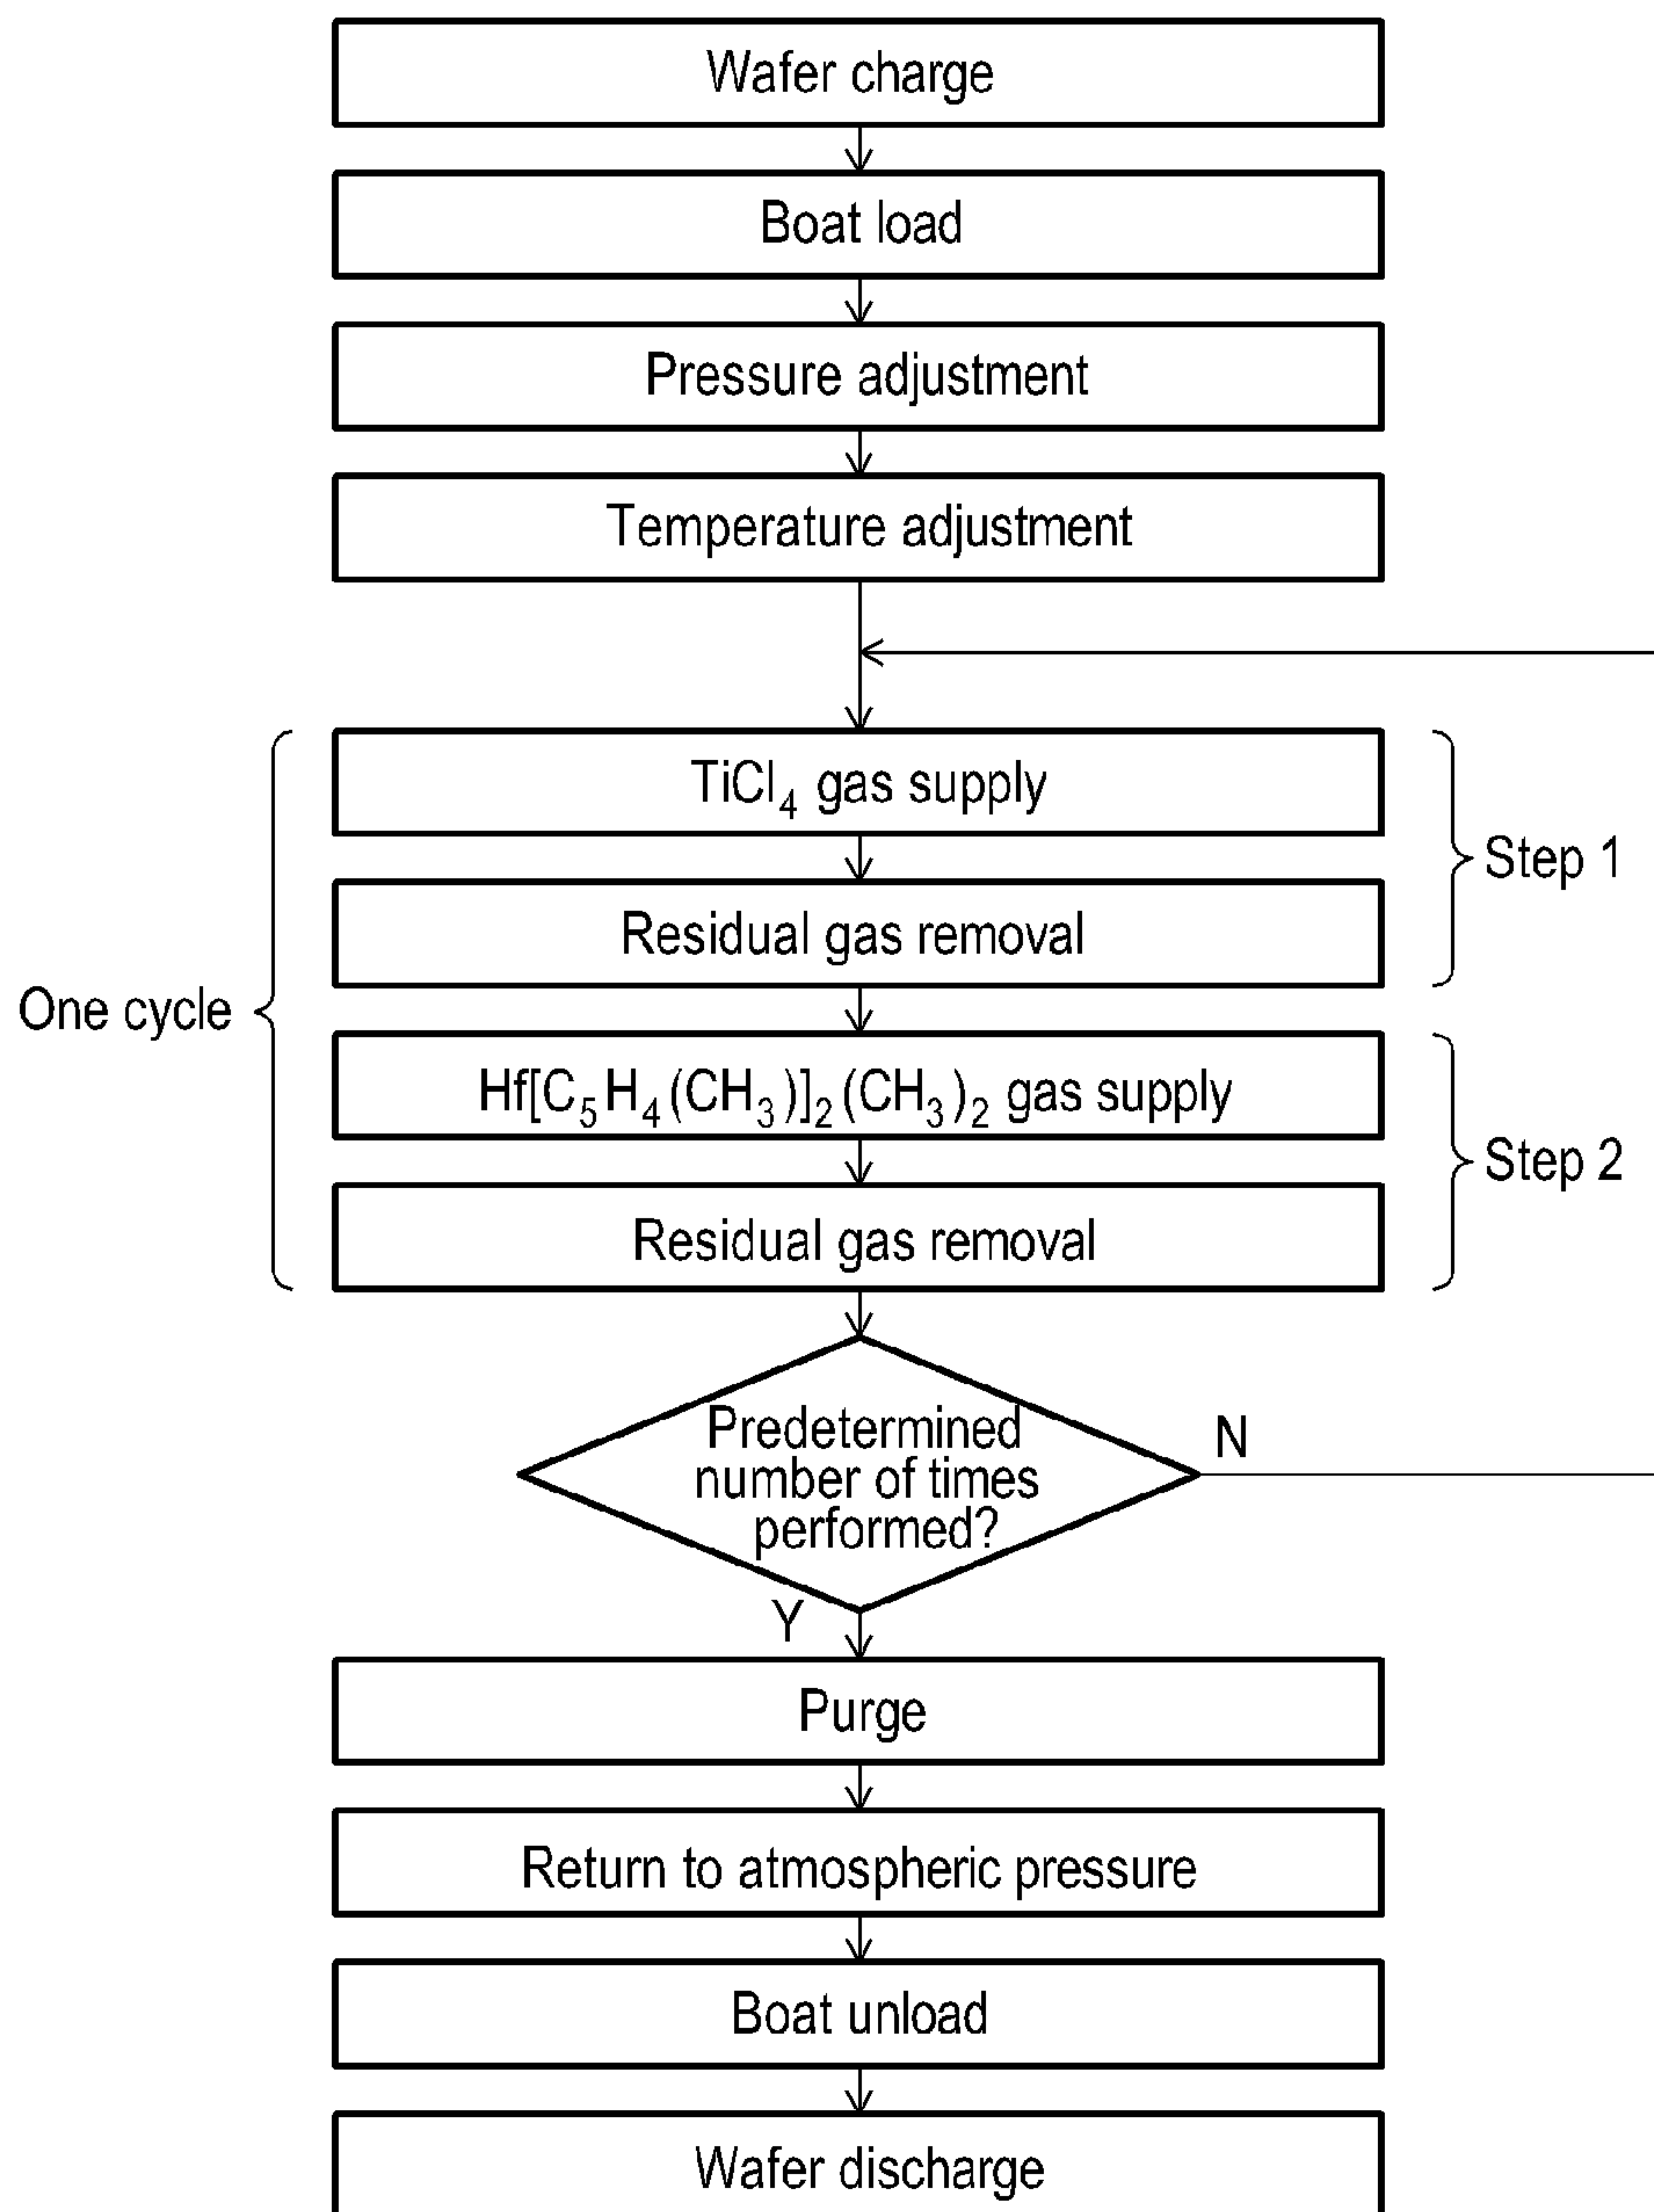 Wafer charge
Boat load
Pressure adjustment
Temperature adjustment
TiCl₄ gas supply
Step 1
Residual gas removal
One cycle
Hf[C₅H₄(CH₃)]₂(CH₃)₂ gas supply
Step 2
Residual gas removal
Predetermined
number of times
performed?
N
Y
Purge
Return to atmospheric pressure
Boat unload
Wafer discharge